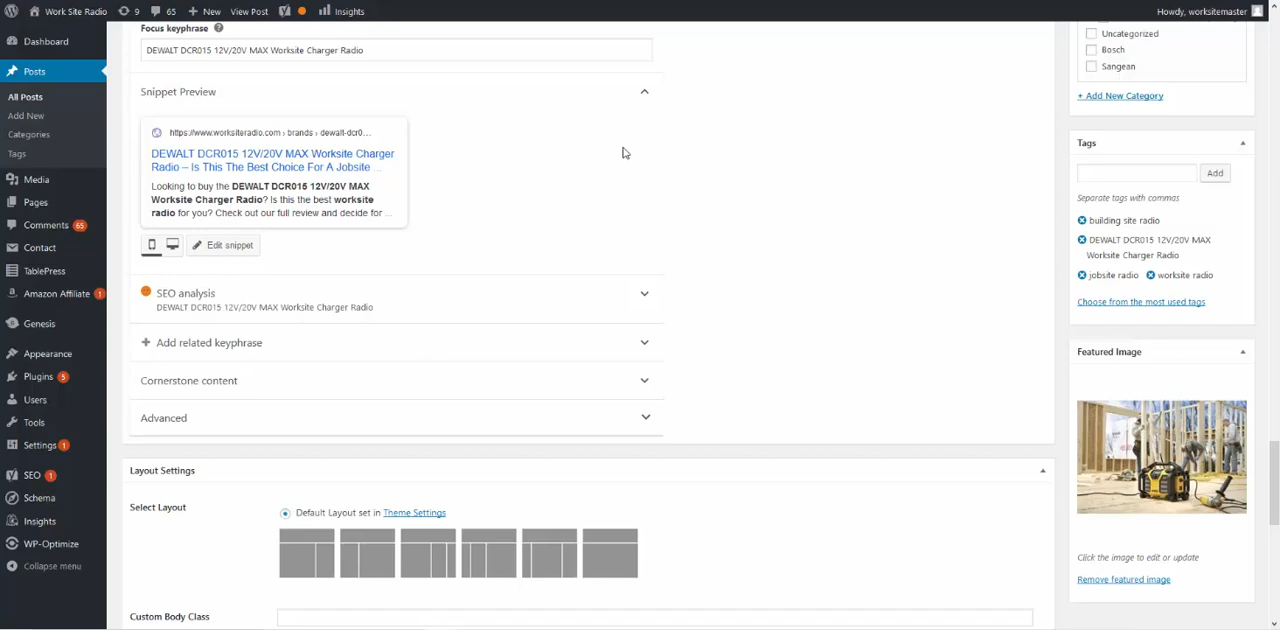 Work Site Radio
9
65
New
View Post
Insights
Howdy, worksitemaster
Dashboard
Posts
All Posts
Add New
Categories
Tags
Media
Pages
Comments 65
Contact
TablePress
Amazon Affiliate 1
Genesis
Appearance
Plugins 5
Users
Tools
Settings 1
SEO 1
Schema
Insights
WP-Optimize
Collapse menu
Focus keyphrase ?
DEWALT DCR015 12V/20V MAX Worksite Charger Radio
Snippet Preview
https://www.worksiteradio.com › brands › dewalt-dcr0...
DEWALT DCR015 12V/20V MAX Worksite Charger
Radio – Is This The Best Choice For A Jobsite ...
Looking to buy the DEWALT DCR015 12V/20V MAX
Worksite Charger Radio? Is this the best worksite
radio for you? Check out our full review and decide for ...
Edit snippet
SEO analysis
DEWALT DCR015 12V/20V MAX Worksite Charger Radio
Add related keyphrase
Cornerstone content
Advanced
Layout Settings
Select Layout
Default Layout set in Theme Settings
Custom Body Class
Uncategorized
Bosch
Sangean
+ Add New Category
Tags
Add
Separate tags with commas
building site radio
DEWALT DCR015 12V/20V MAX
Worksite Charger Radio
jobsite radio
worksite radio
Choose from the most used tags
Featured Image
Click the image to edit or update
Remove featured image